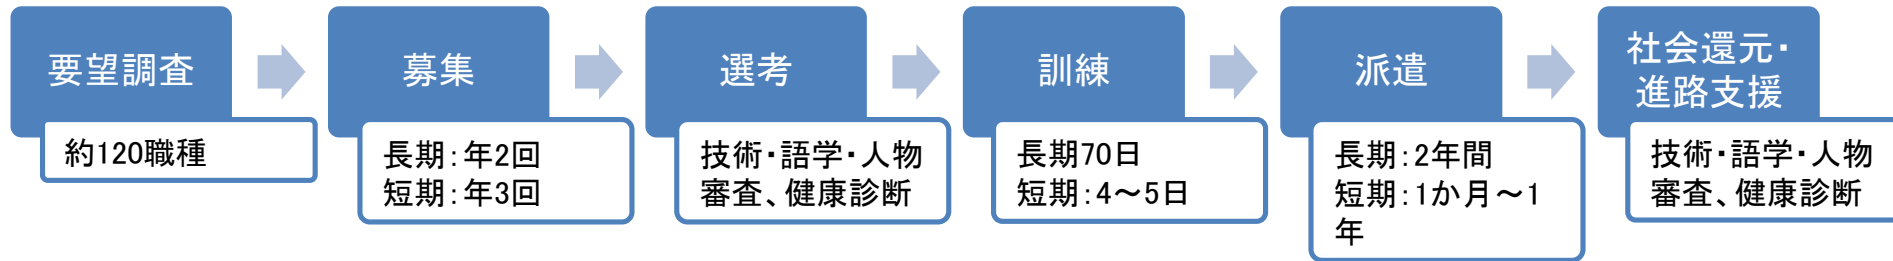 要望調査
約120職種
募集
長期：年2回
短期：年3回
選考
技術・語学・人物
審査、健康診断
訓練
長期70日
短期：4～5日
派遣
長期：2年間
短期：1か月～1
年
社会還元・
進路支援
技術・語学・人物
審査、健康診断